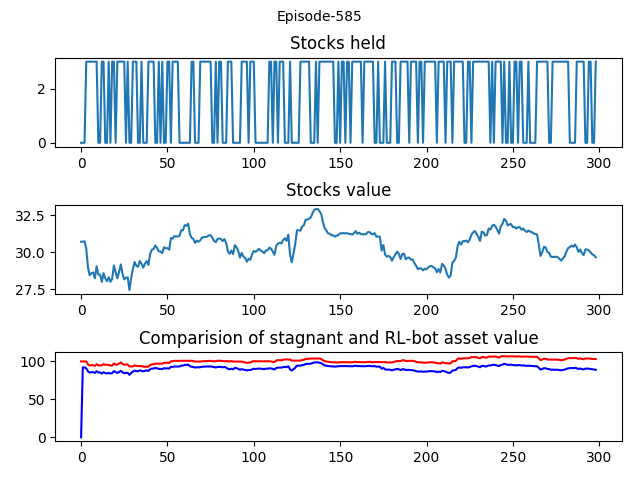 Episode-585
Stocks held
2
0
0 50 100 150 200 250 300
Stocks value
32.5
30.0
27.5
0 50 100 150 200 250 300
Comparision of stagnant and RL-bot asset value
100
50
0
0 50 100 150 200 250 300